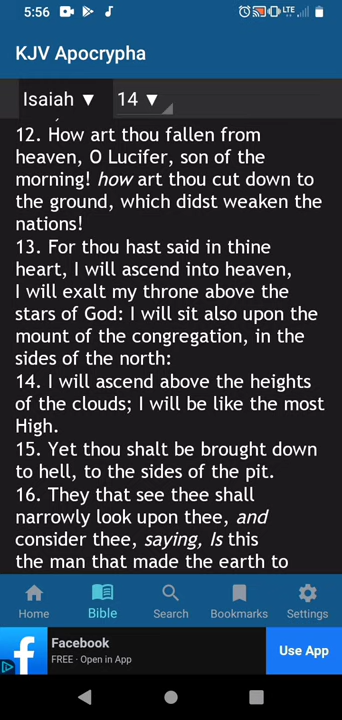 5:56
LTE
KJV Apocrypha
Isaiah ▼ 14 ▼
12. How art thou fallen from
heaven, O Lucifer, son of the
morning! how art thou cut down to
the ground, which didst weaken the
nations!
13. For thou hast said in thine
heart, I will ascend into heaven,
I will exalt my throne above the
stars of God: I will sit also upon the
mount of the congregation, in the
sides of the north:
14. I will ascend above the heights
of the clouds; I will be like the most
High.
15. Yet thou shalt be brought down
to hell, to the sides of the pit.
16. They that see thee shall
narrowly look upon thee, and
consider thee, saying, Is this
the man that made the earth to
Home Bible Search Bookmarks Settings
Facebook
FREE · Open in App
Use App